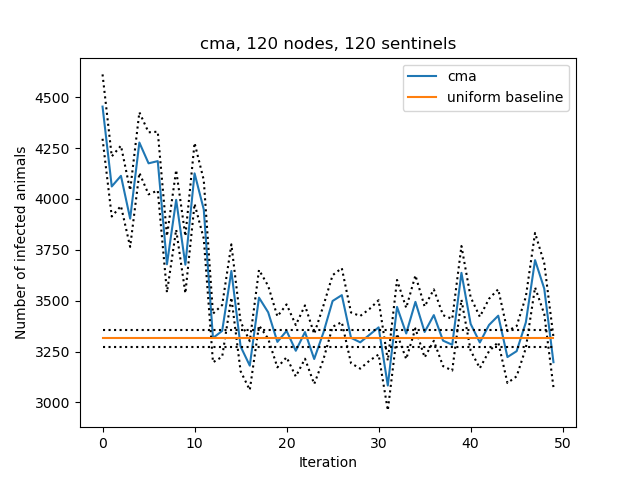 cma, 120 nodes, 120 sentinels
cma
uniform baseline
Number of infected animals
4500
4250
4000
3750
3500
3250
3000
0 10 20 30 40 50
Iteration